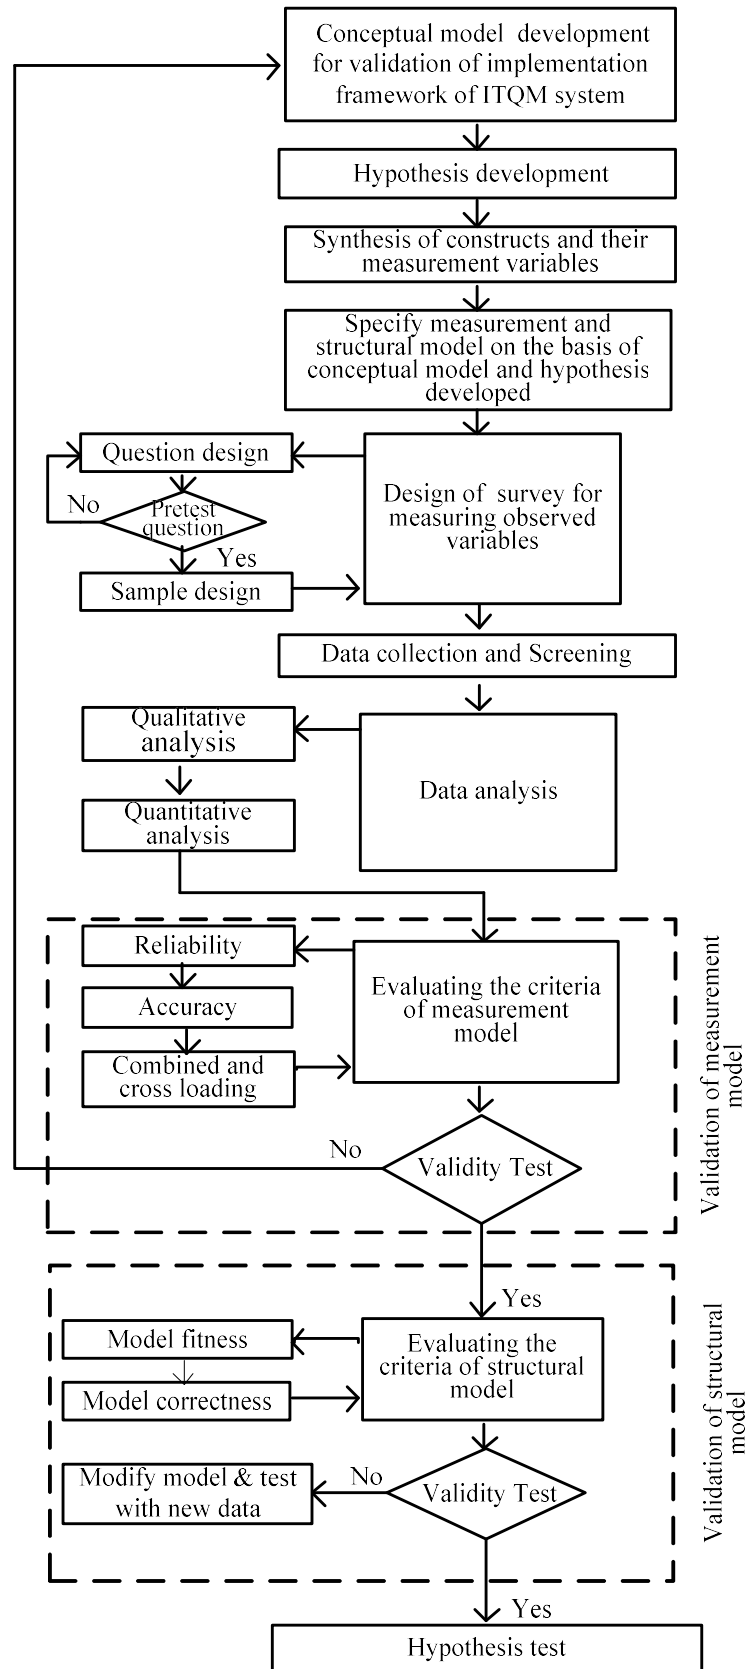 Conceptual model development
for validation of implementation
framework of ITQM system
Hypothesis development
Synthesis of constructs and their
measurement variables
Specify measurement and
structural model on the basis of
conceptual model and hypothesis
developed
Question design
No
Pretest
question
Yes
Sample design
Design of survey for
measuring observed
variables
Data collection and Screening
Qualitative
analysis
Quantitative
analysis
Data analysis
Reliability
Accuracy
Combined and
cross loading
Evaluating the criteria
of measurement
model
No
Validity Test
Validation of measurement
model
Yes
Model fitness
Model correctness
Evaluating the
criteria of structural
model
Modify model & test
with new data
No
Validity Test
Validation of structural
model
Yes
Hypothesis test